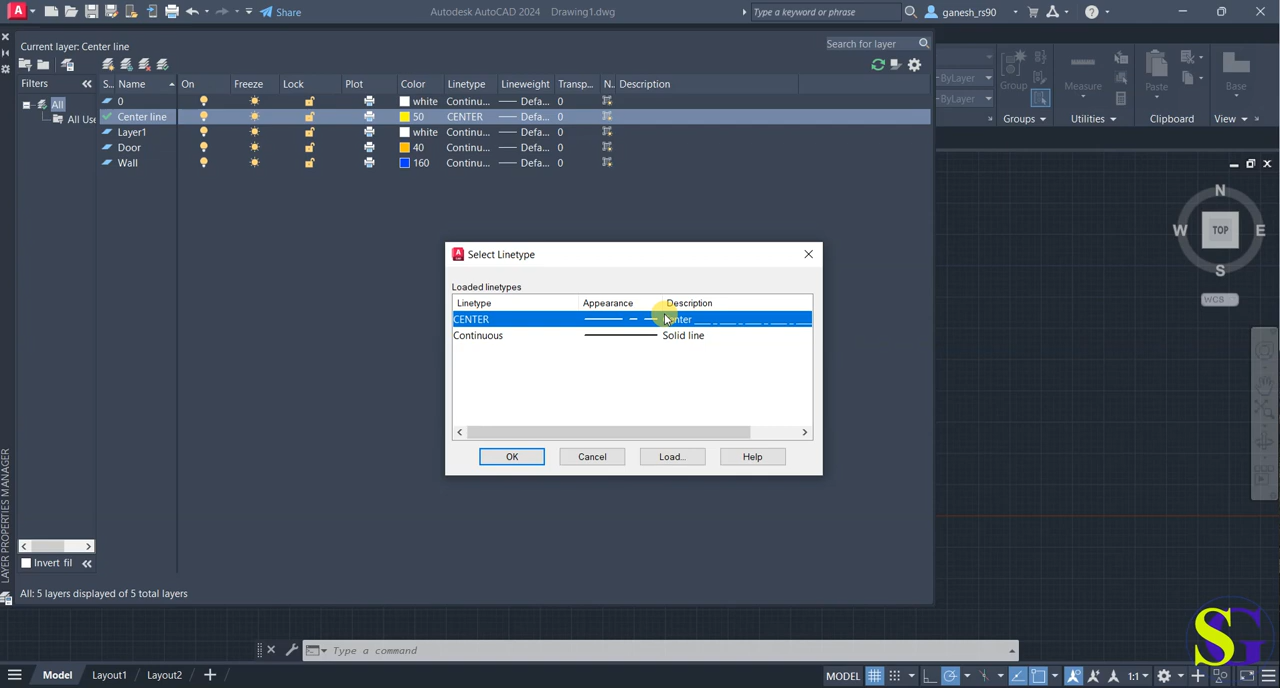 A Share Autodesk AutoCAD 2024 Drawing1.dwg Type a keyword or phrase ganesh_rs90
Current layer: Center line
Search for layer
Filters
S... Name On Freeze Lock Plot Color Linetype Lineweight Transp... N.. Description
All
All Use
0 white Continu... Defa... 0
Center line 50 CENTER Defa... 0
Layer1 white Continu... Defa... 0
Door 40 Continu... Defa... 0
Wall 160 Continu... Defa... 0
ByLayer
ByLayer
Group
Measure
Paste
Base
Groups
Utilities
Clipboard
View
N
W TOP E
S
WCS
Select Linetype
Loaded linetypes
Linetype Appearance Description
CENTER
Continuous Solid line
OK Cancel Load... Help
LAYER PROPERTIES MANAGER
Invert fil
All: 5 layers displayed of 5 total layers
Type a command
Model Layout1 Layout2
MODEL 1:1
SG